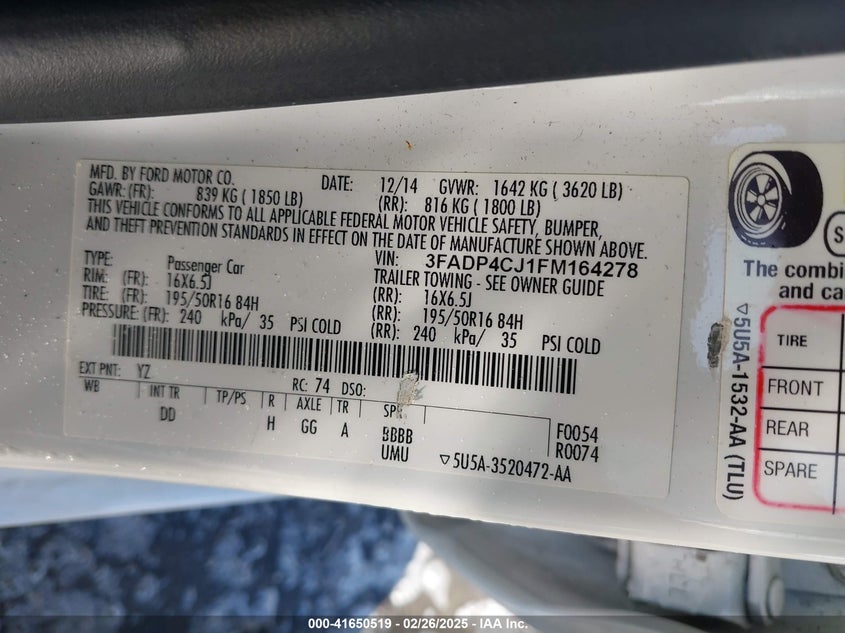 MFD. BY FORD MOTOR CO. DATE: 12/14 GVWR: 1642 KG ( 3620 LB)
GAWR: (FR): 839 KG ( 1850 LB) (RR): 816 KG ( 1800 LB)
THIS VEHICLE CONFORMS TO ALL APPLICABLE FEDERAL MOTOR VEHICLE SAFETY, BUMPER,
AND THEFT PREVENTION STANDARDS IN EFFECT ON THE DATE OF MANUFACTURE SHOWN ABOVE.
VIN: 3FADP4CJ1FM164278
TYPE: Passenger Car TRAILER TOWING - SEE OWNER GUIDE
RIM: (FR): 16X6.5J (RR): 16X6.5J
TIRE: (FR): 195/50R16 84H (RR): 195/50R16 84H
PRESSURE: (FR): 240 kPa/ 35 PSI COLD (RR): 240 kPa/ 35 PSI COLD
EXT PNT: YZ RC: 74 DSO:
WB INT TR TP/PS R AXLE TR
DD H GG A BBBB F0054
UMU R0074
▽5U5A-3520472-AA
▽5U5A-1532-AA (TLU)
The combin
and ca
TIRE
FRONT
REAR
SPARE
000-41650519 / 02/26/2025 - IAA, INC.